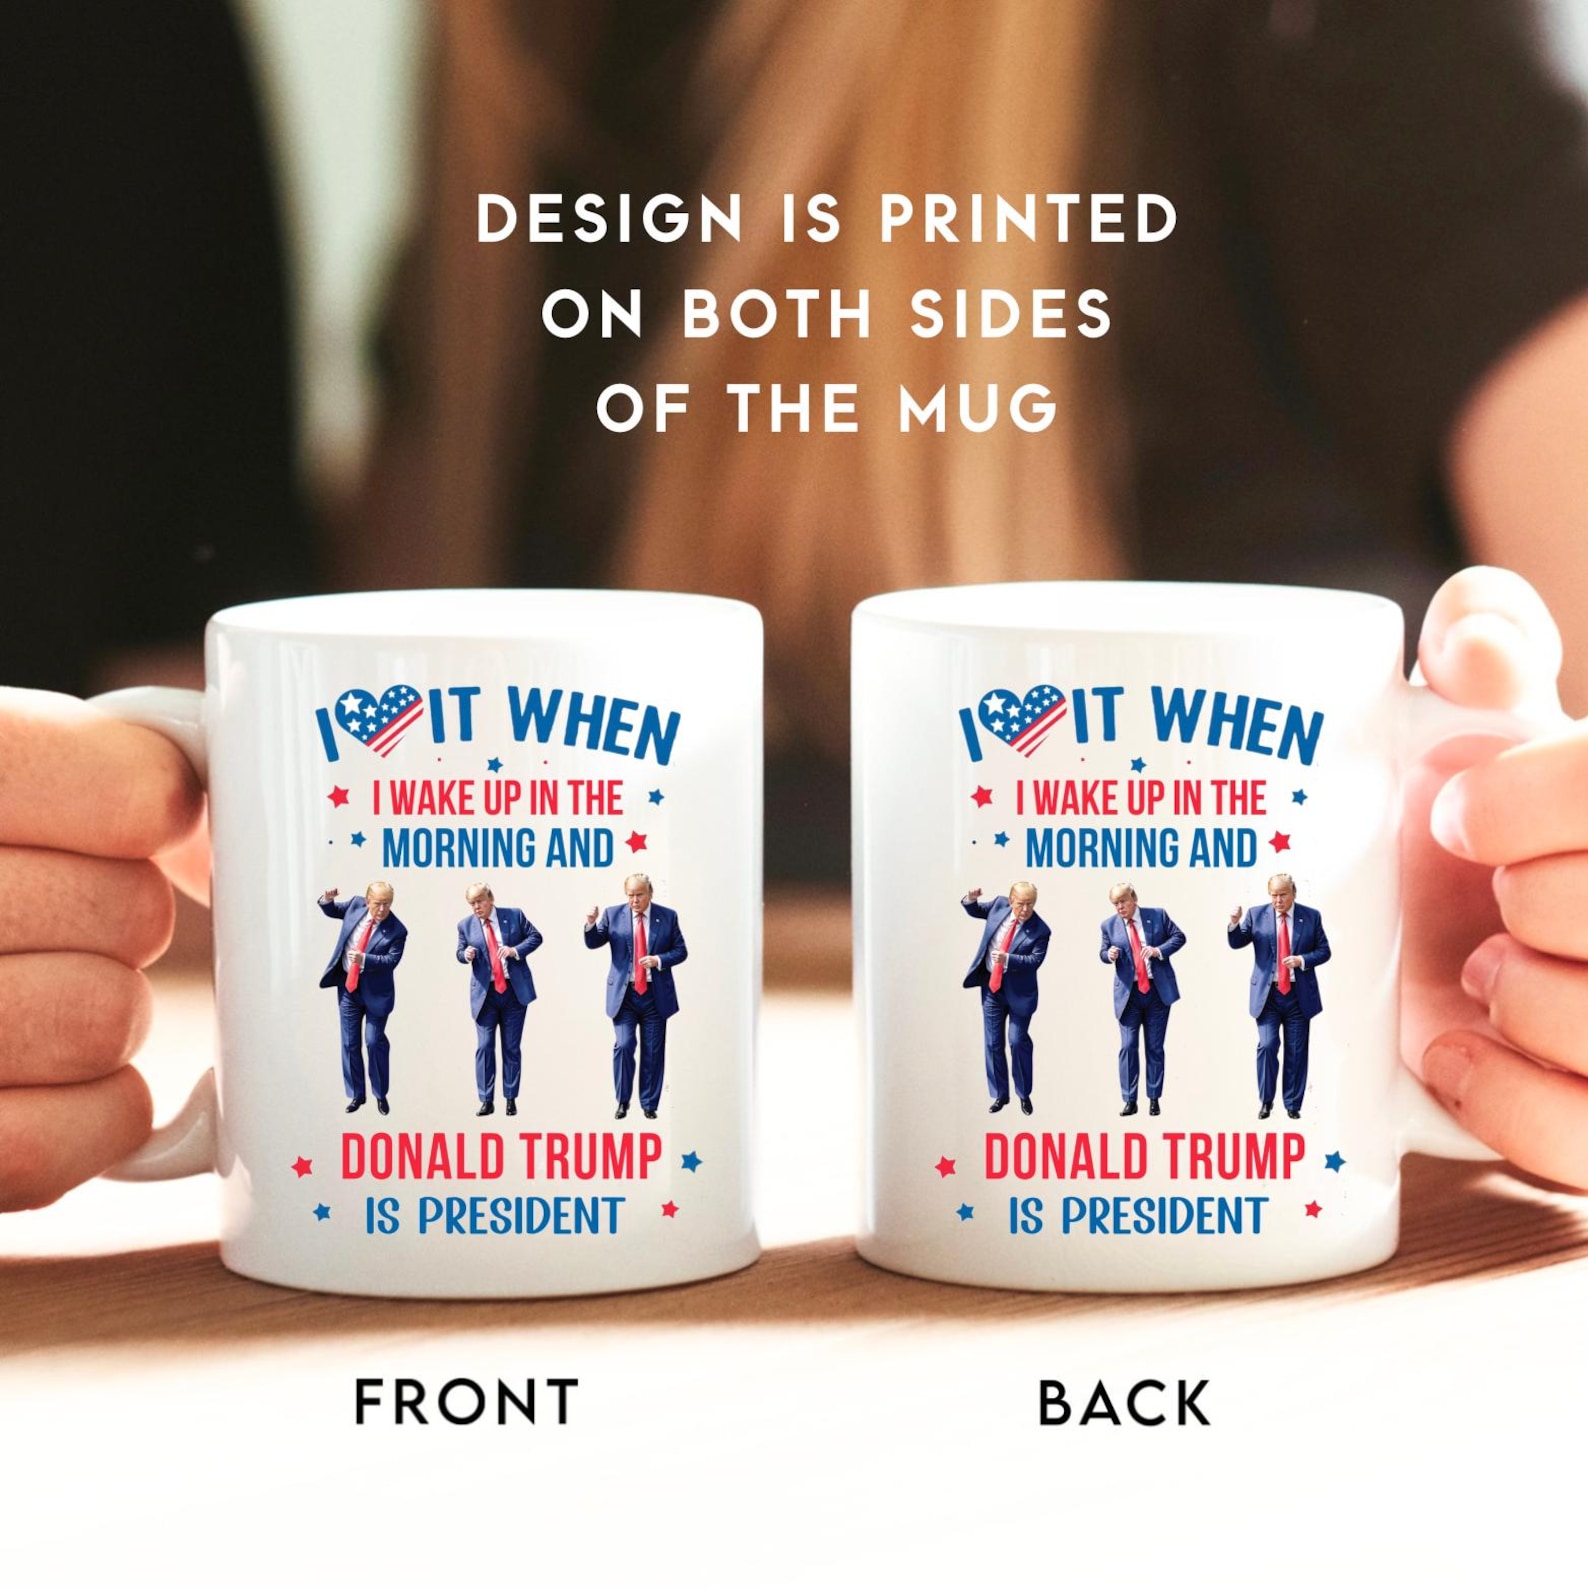 DESIGN IS PRINTED
ON BOTH SIDES
OF THE MUG
I IT WHEN
I WAKE UP IN THE
MORNING AND
DONALD TRUMP
IS PRESIDENT
I IT WHEN
I WAKE UP IN THE
MORNING AND
DONALD TRUMP
IS PRESIDENT
FRONT
BACK